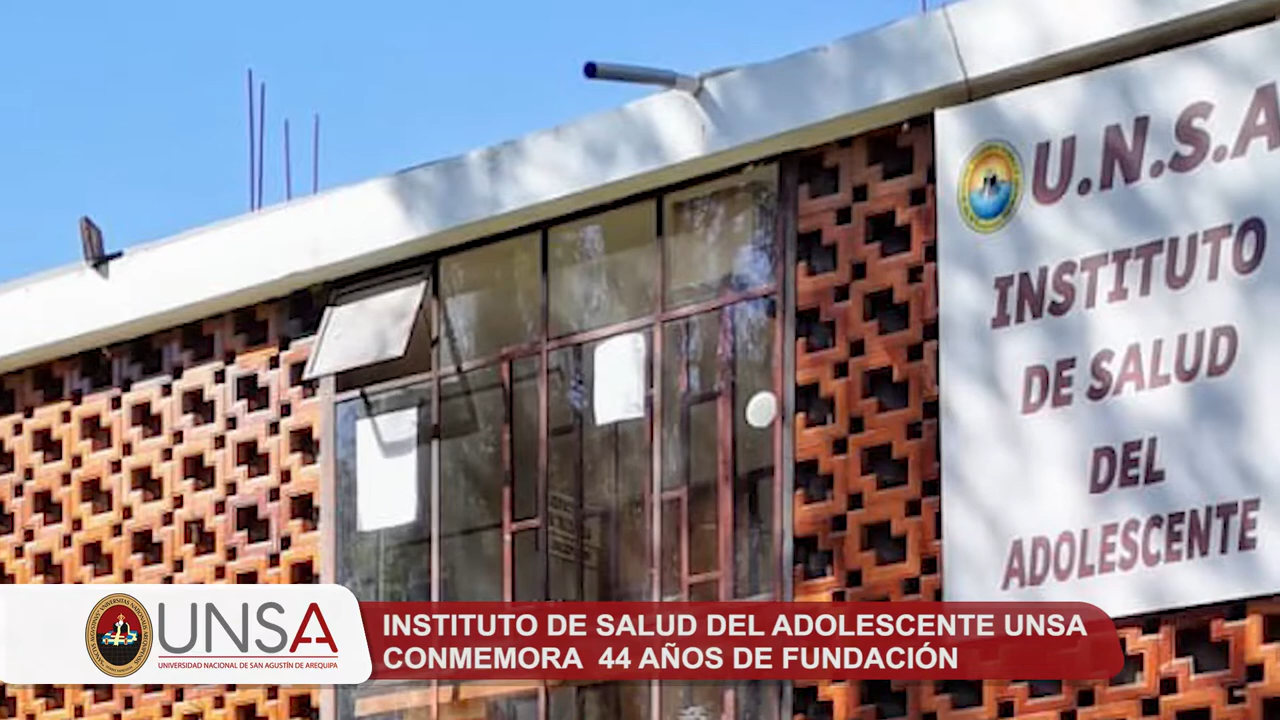 U.N.S.A
INSTITUTO
DE SALUD
DEL
ADOLESCENTE
UNSA
UNIVERSIDAD NACIONAL DE SAN AGUSTÍN DE AREQUIPA
INSTITUTO DE SALUD DEL ADOLESCENTE UNSA
CONMEMORA  44 AÑOS DE FUNDACIÓN